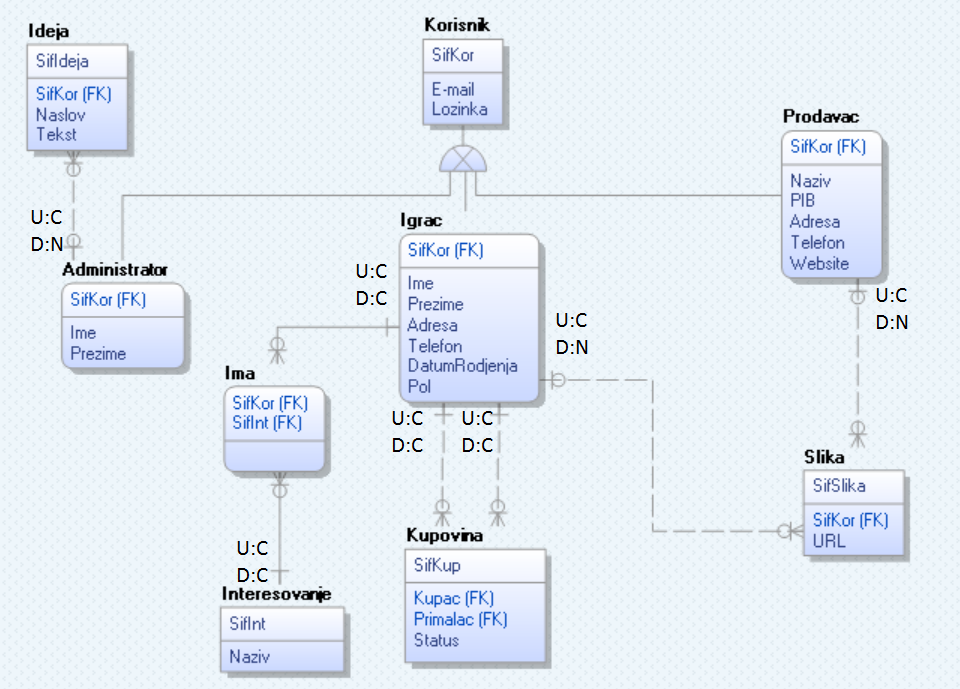 Ideja
SifIdeja
SifKor (FK)
Naslov
Tekst
Korisnik
SifKor
E-mail
Lozinka
Prodavac
SifKor (FK)
Naziv
PIB
Adresa
Telefon
Website
U:C
D:N
Administrator
SifKor (FK)
Ime
Prezime
Igrac
SifKor (FK)
Ime
Prezime
Adresa
Telefon
DatumRodjenja
Pol
U:C
D:C
U:C
D:N
U:C
D:N
Ima
SifKor (FK)
SifInt (FK)
U:C
D:C
U:C
D:C
Slika
SifSlika
SifKor (FK)
URL
U:C
D:C
Interesovanje
SifInt
Naziv
Kupovina
SifKup
Kupac (FK)
Primalac (FK)
Status